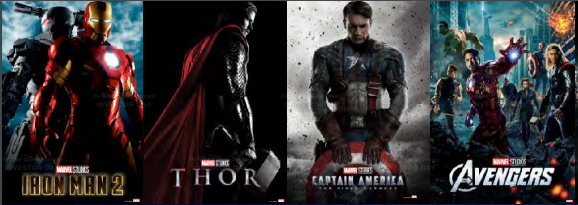 MARVEL STUDIOS
IRON MAN 2
MARVEL STUDIOS
THOR
MARVEL STUDIOS
CAPTAIN AMERICA
THE FIRST AVENGER
MARVEL STUDIOS
AVENGERS